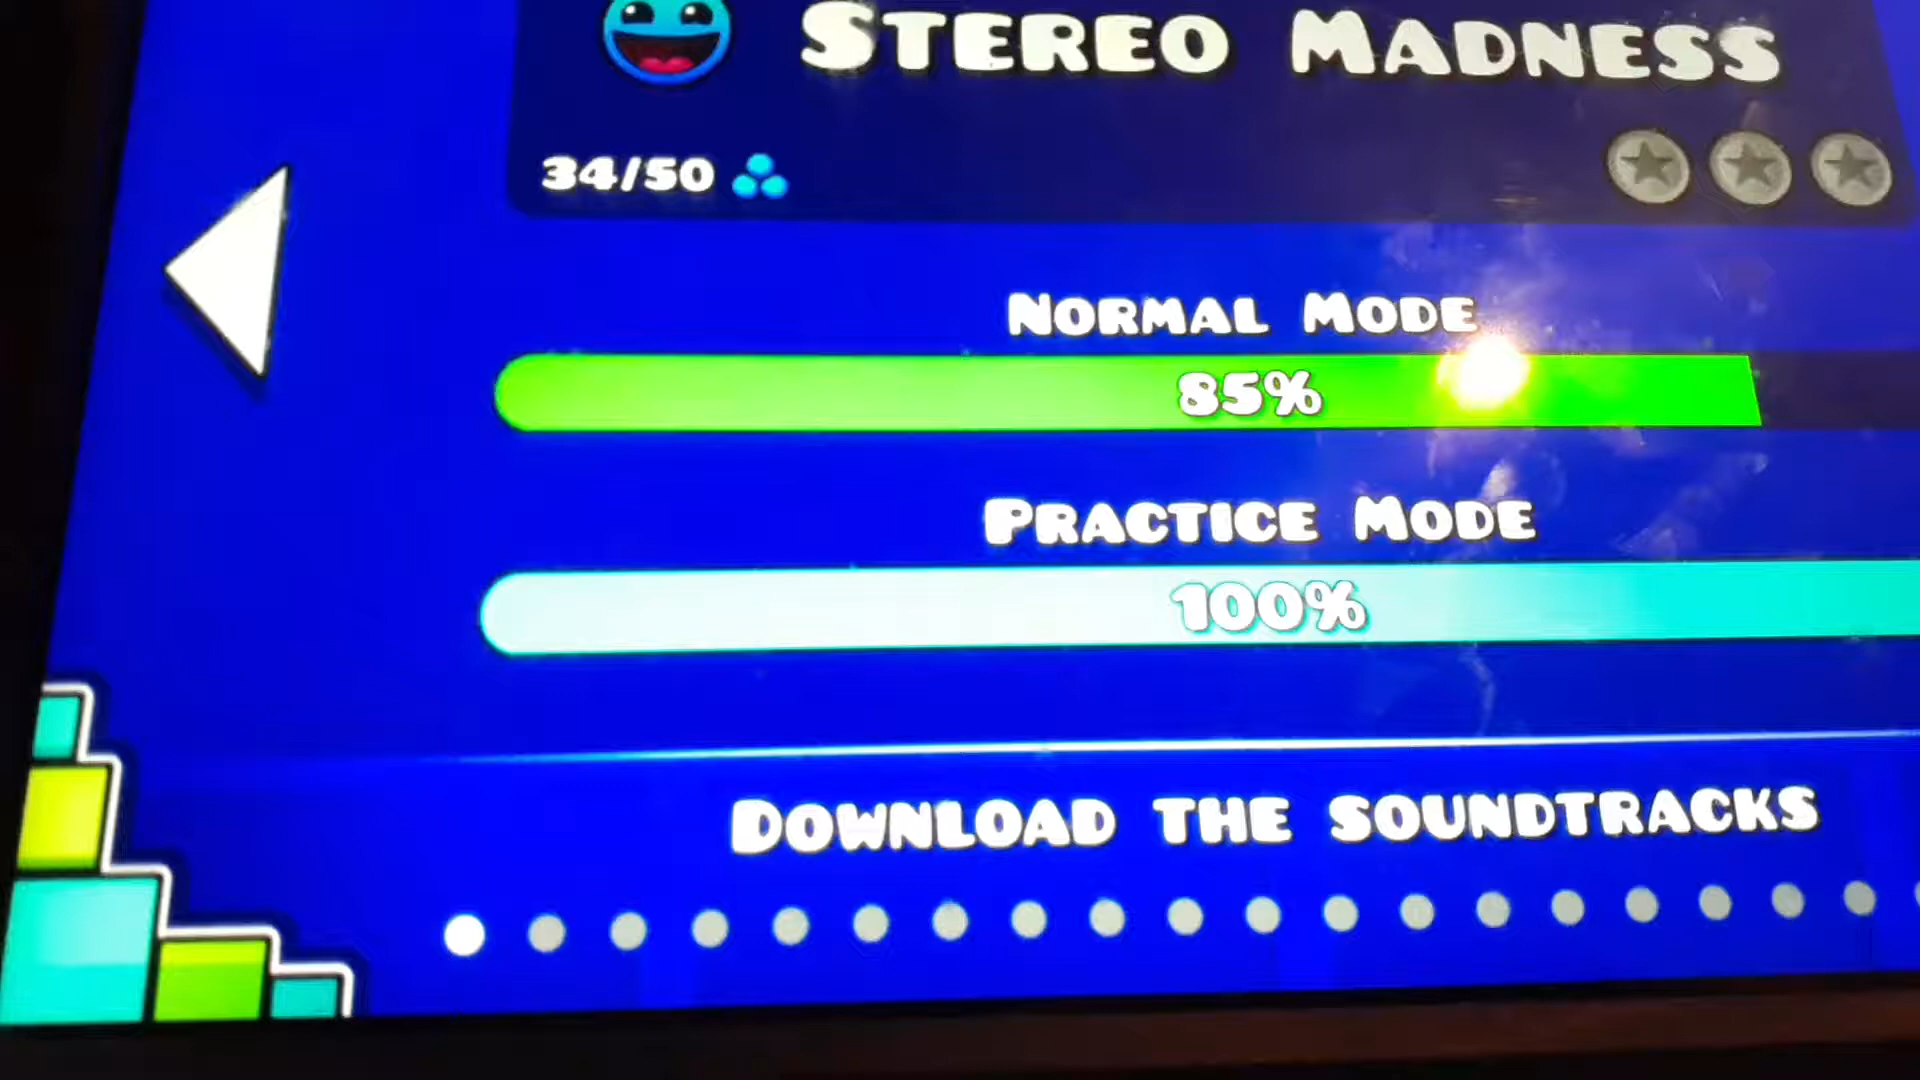 STEREO MADNESS
34/50
NORMAL MODE
85%
PRACTICE MODE
100%
DOWNLOAD THE SOUNDTRACKS